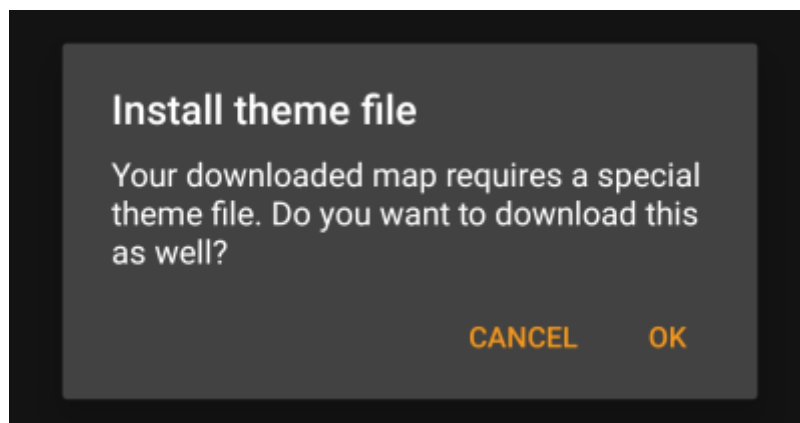 Install theme file
Your downloaded map requires a special
theme file. Do you want to download this
as well?
CANCEL OK